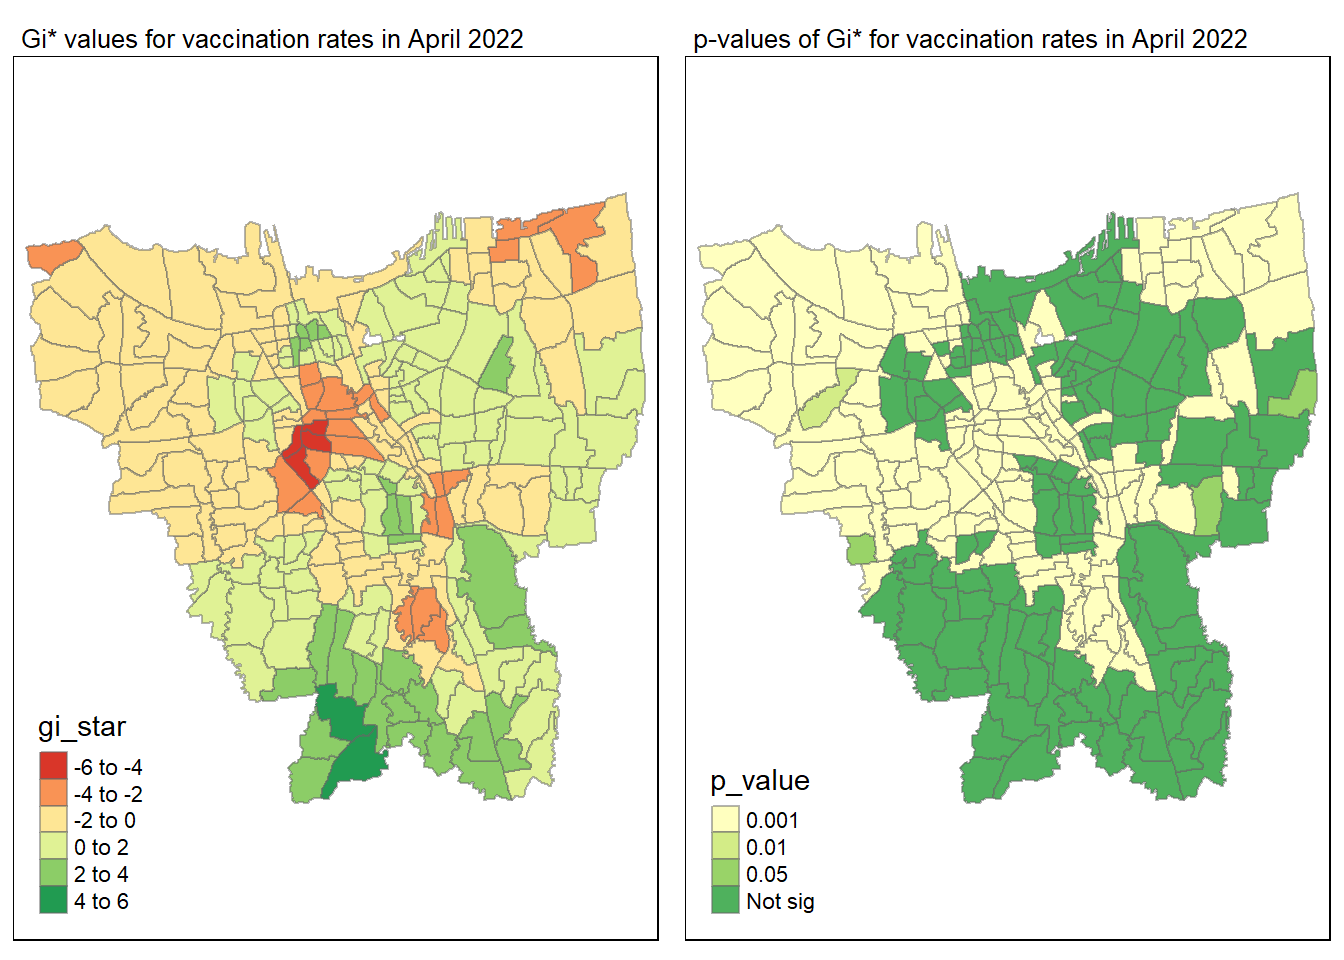 Gi* values for vaccination rates in April 2022
gi_star
-6 to -4
-4 to -2
-2 to 0
0 to 2
2 to 4
4 to 6
p-values of Gi* for vaccination rates in April 2022
p_value
0.001
0.01
0.05
Not sig